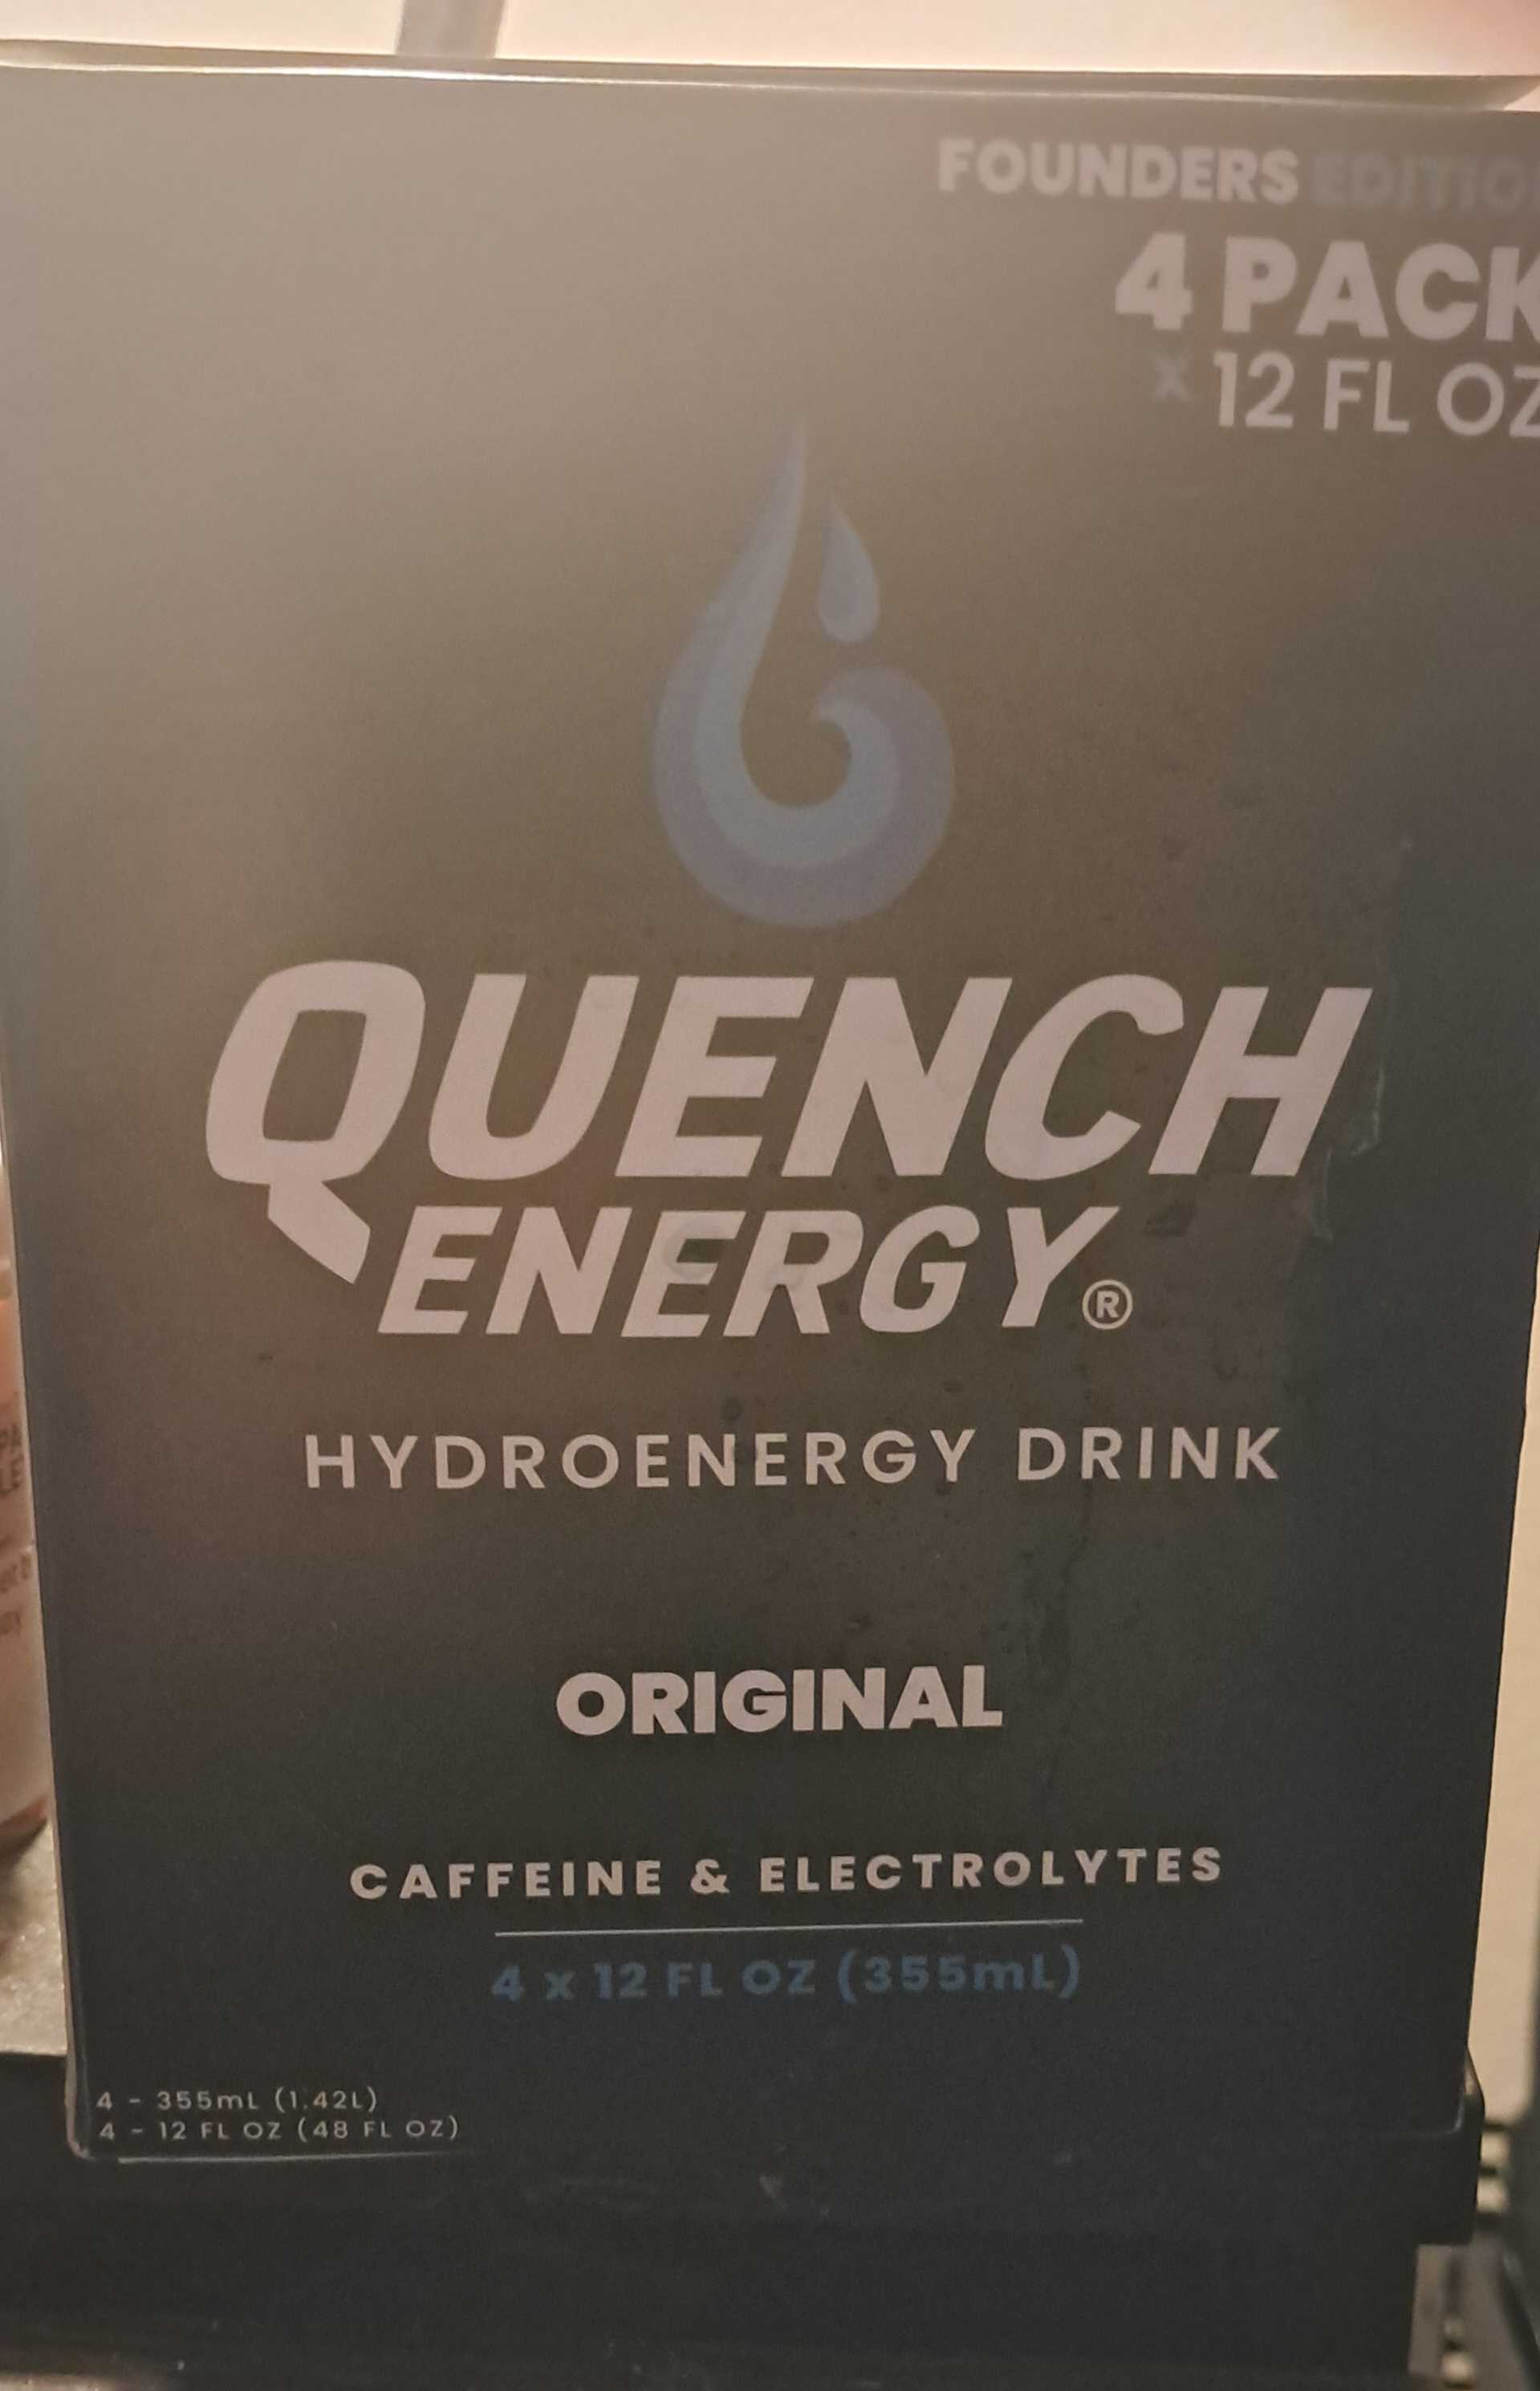 FOUNDERS EDITION
4 PACK
x 12 FL OZ
QUENCH
ENERGY®
HYDROENERGY DRINK
ORIGINAL
CAFFEINE & ELECTROLYTES
4 x 12 FL OZ (355mL)
4 - 355mL (1.42L)
4 - 12 FL OZ (48 FL OZ)